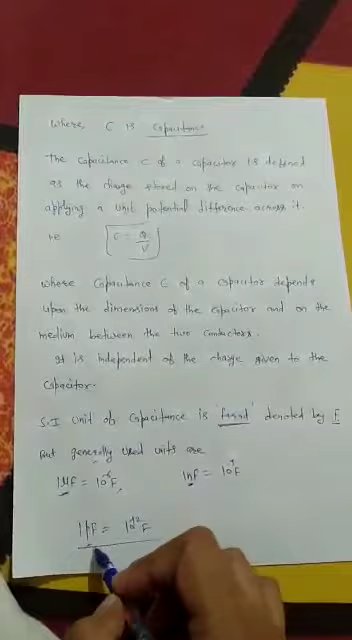 where, C is Capacitance
The capacitance C of a capacitor is defined
as the charge stored on the capacitor on
applying a unit potential difference across it.
ie C = Q/V
where capacitance C of a capacitor depends
upon the dimensions of the capacitor and on the
medium between the two conductors.
It is independent of the charge given to the
capacitor.
S.I unit of capacitance is 'farad' denoted by F
But generally used units are
1μF = 10⁻⁶F, 1nF = 10⁻⁹F
1pF = 10⁻¹²F